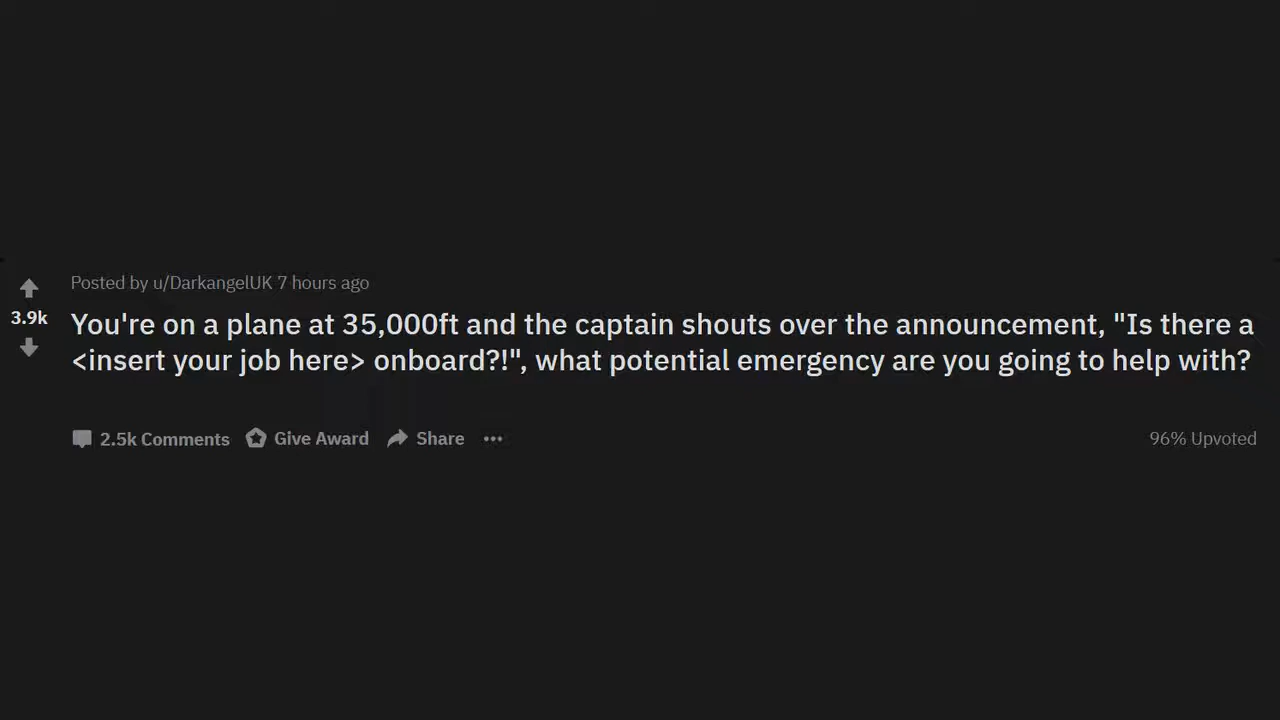 Posted by u/DarkangelUK 7 hours ago
3.9k
You're on a plane at 35,000ft and the captain shouts over the announcement, "Is there a
<insert your job here> onboard?!", what potential emergency are you going to help with?
2.5k Comments Give Award Share
96% Upvoted